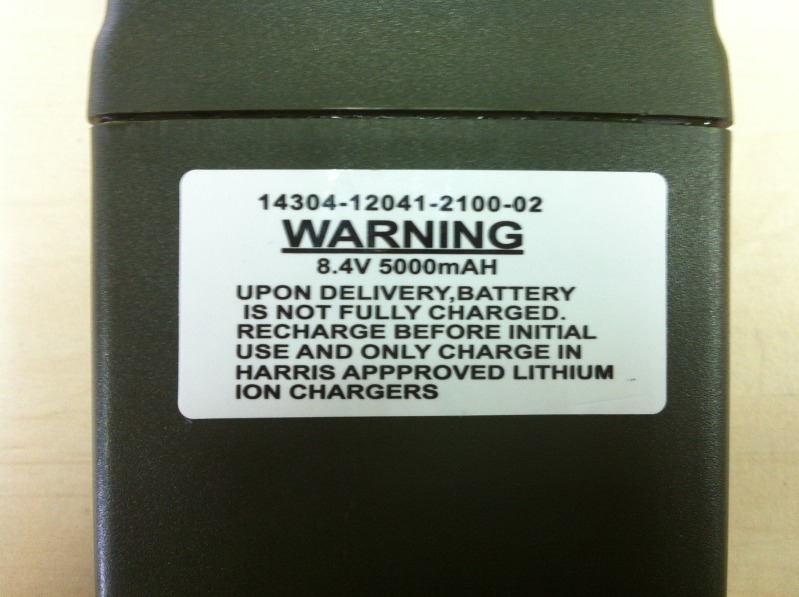 14304-12041-2100-02
WARNING
8.4V 5000mAH
UPON DELIVERY,BATTERY
IS NOT FULLY CHARGED.
RECHARGE BEFORE INITIAL
USE AND ONLY CHARGE IN
HARRIS APPPROVED LITHIUM
ION CHARGERS